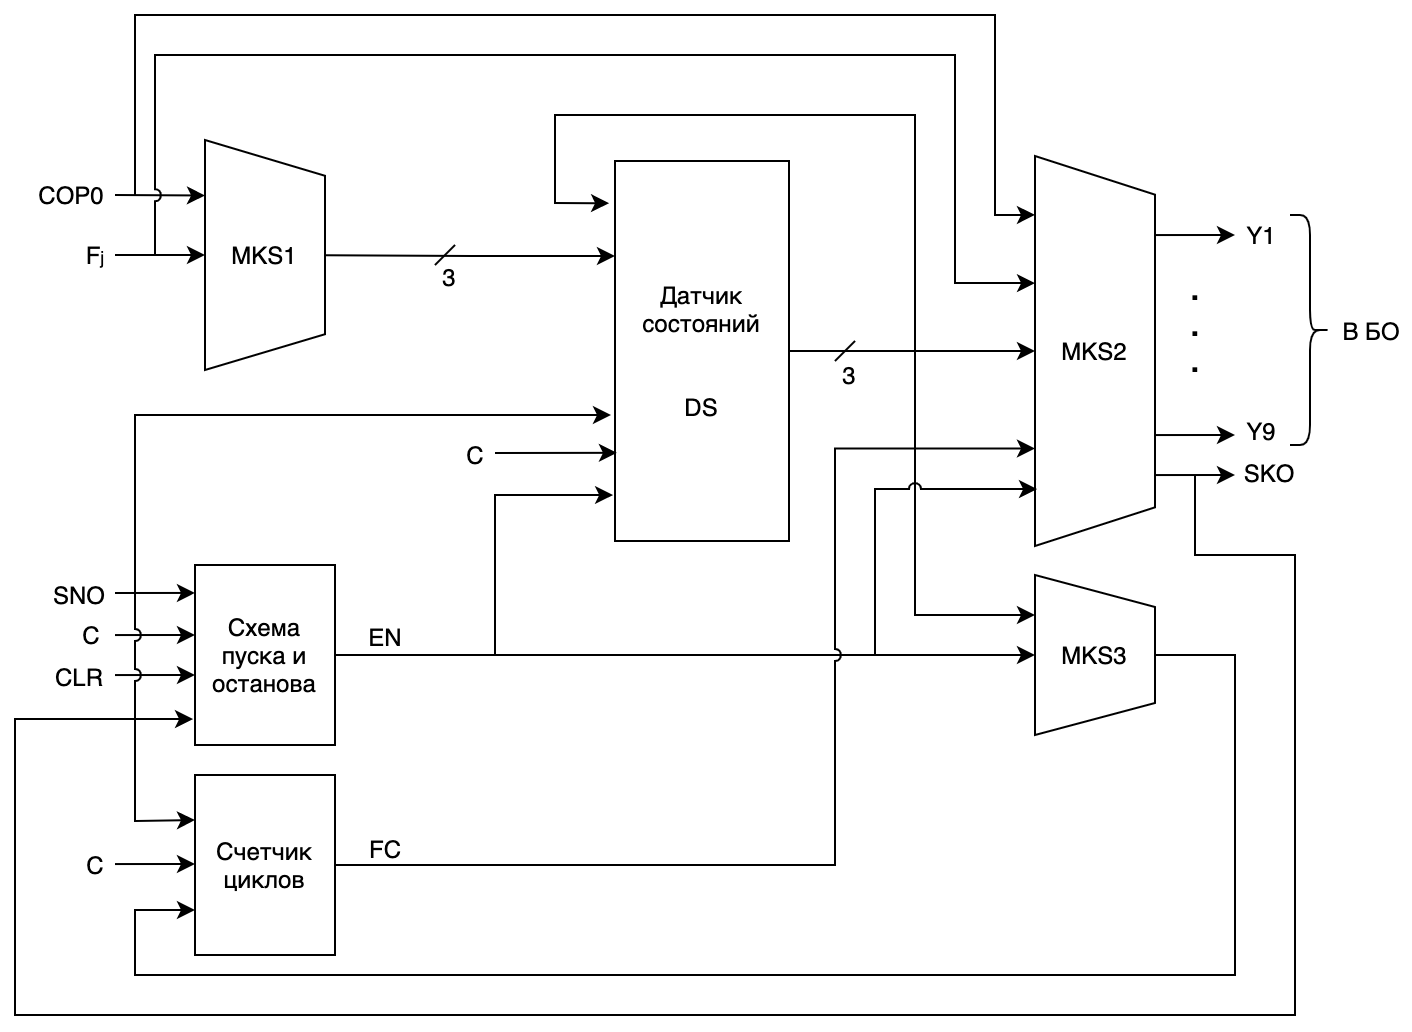 COP0
Fj
MKS1
3
Датчик
состояний
DS
3
MKS2
Y1
.
.
.
Y9
В БО
SKO
C
SNO
C
CLR
Схема
пуска и
останова
EN
MKS3
C
Счетчик
циклов
FC